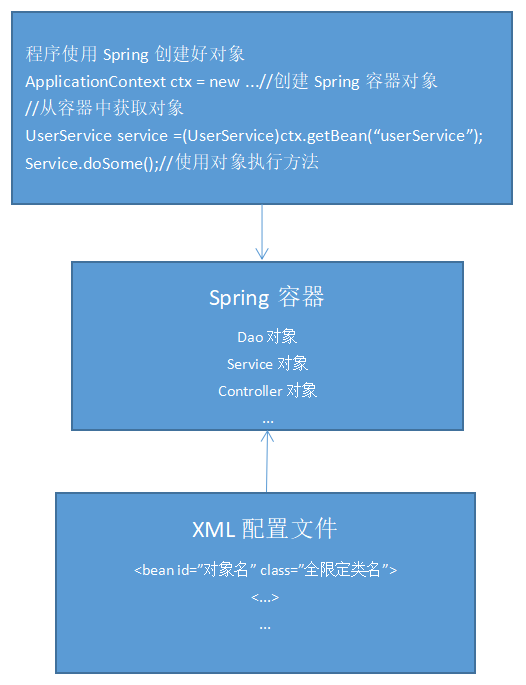 程序使用 Spring 创建好对象
ApplicationContext ctx = new ...//创建 Spring 容器对象
//从容器中获取对象
UserService service =(UserService)ctx.getBean(“userService”);
Service.doSome();//使用对象执行方法
Spring 容器
Dao 对象
Service 对象
Controller 对象
...
XML 配置文件
<bean id=”对象名” class=”全限定类名”>
<...>
...